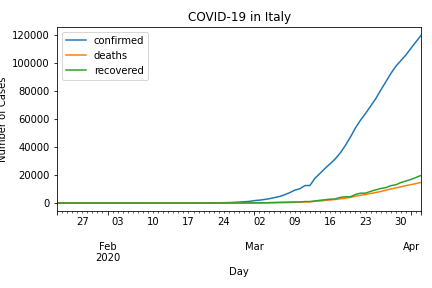 COVID-19 in Italy
120000
100000
80000
60000
40000
20000
0
confirmed
deaths
recovered
Number of Cases
27 03 10 17 24 02 09 16 23 30
Feb Mar Apr
2020
Day